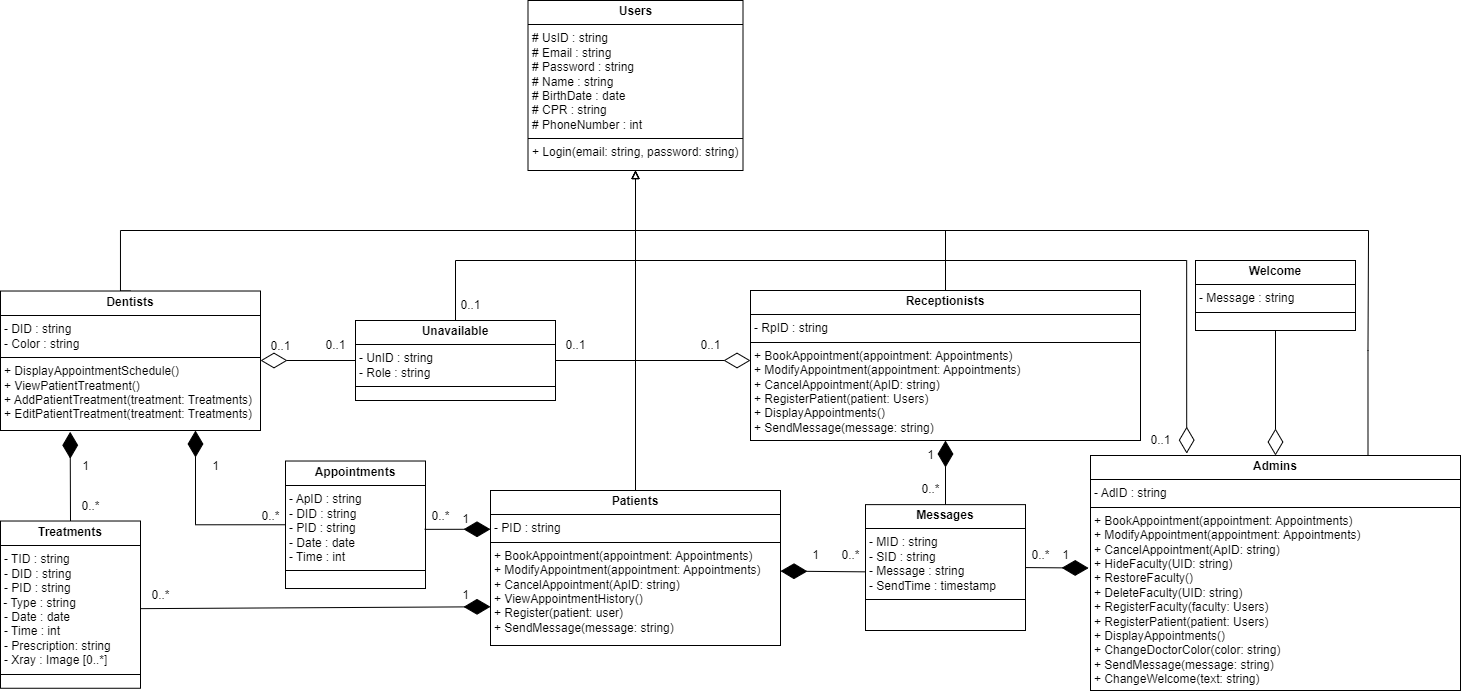 Users
# UsID : string
# Email : string
# Password : string
# Name : string
# BirthDate : date
# CPR : string
# PhoneNumber : int
+ Login(email: string, password: string)
Dentists
- DID : string
- Color : string
+ DisplayAppointmentSchedule()
+ ViewPatientTreatment()
+ AddPatientTreatment(treatment: Treatments)
+ EditPatientTreatment(treatment: Treatments)
0..1
0..1
0..1
Unavailable
- UnID : string
- Role : string
0..1
0..1
Receptionists
- RpID : string
+ BookAppointment(appointment: Appointments)
+ ModifyAppointment(appointment: Appointments)
+ CancelAppointment(ApID: string)
+ RegisterPatient(patient: Users)
+ DisplayAppointments()
+ SendMessage(message: string)
Welcome
- Message : string
0..1
1
0..*
1
0..*
1
0..*
Treatments
- TID : string
- DID : string
- PID : string
- Type : string
- Date : date
- Time : int
- Prescription: string
- Xray : Image [0..*]
Appointments
- ApID : string
- DID : string
- PID : string
- Date : date
- Time : int
0..*
1
0..*
1
Patients
- PID : string
+ BookAppointment(appointment: Appointments)
+ ModifyAppointment(appointment: Appointments)
+ CancelAppointment(ApID: string)
+ ViewAppointmentHistory()
+ Register(patient: user)
+ SendMessage(message: string)
1
0..*
Messages
- MID : string
- SID : string
- Message : string
- SendTime : timestamp
0..*
1
Admins
- AdID : string
+ BookAppointment(appointment: Appointments)
+ ModifyAppointment(appointment: Appointments)
+ CancelAppointment(ApID: string)
+ HideFaculty(UID: string)
+ RestoreFaculty()
+ DeleteFaculty(UID: string)
+ RegisterFaculty(faculty: Users)
+ RegisterPatient(patient: Users)
+ DisplayAppointments()
+ ChangeDoctorColor(color: string)
+ SendMessage(message: string)
+ ChangeWelcome(text: string)